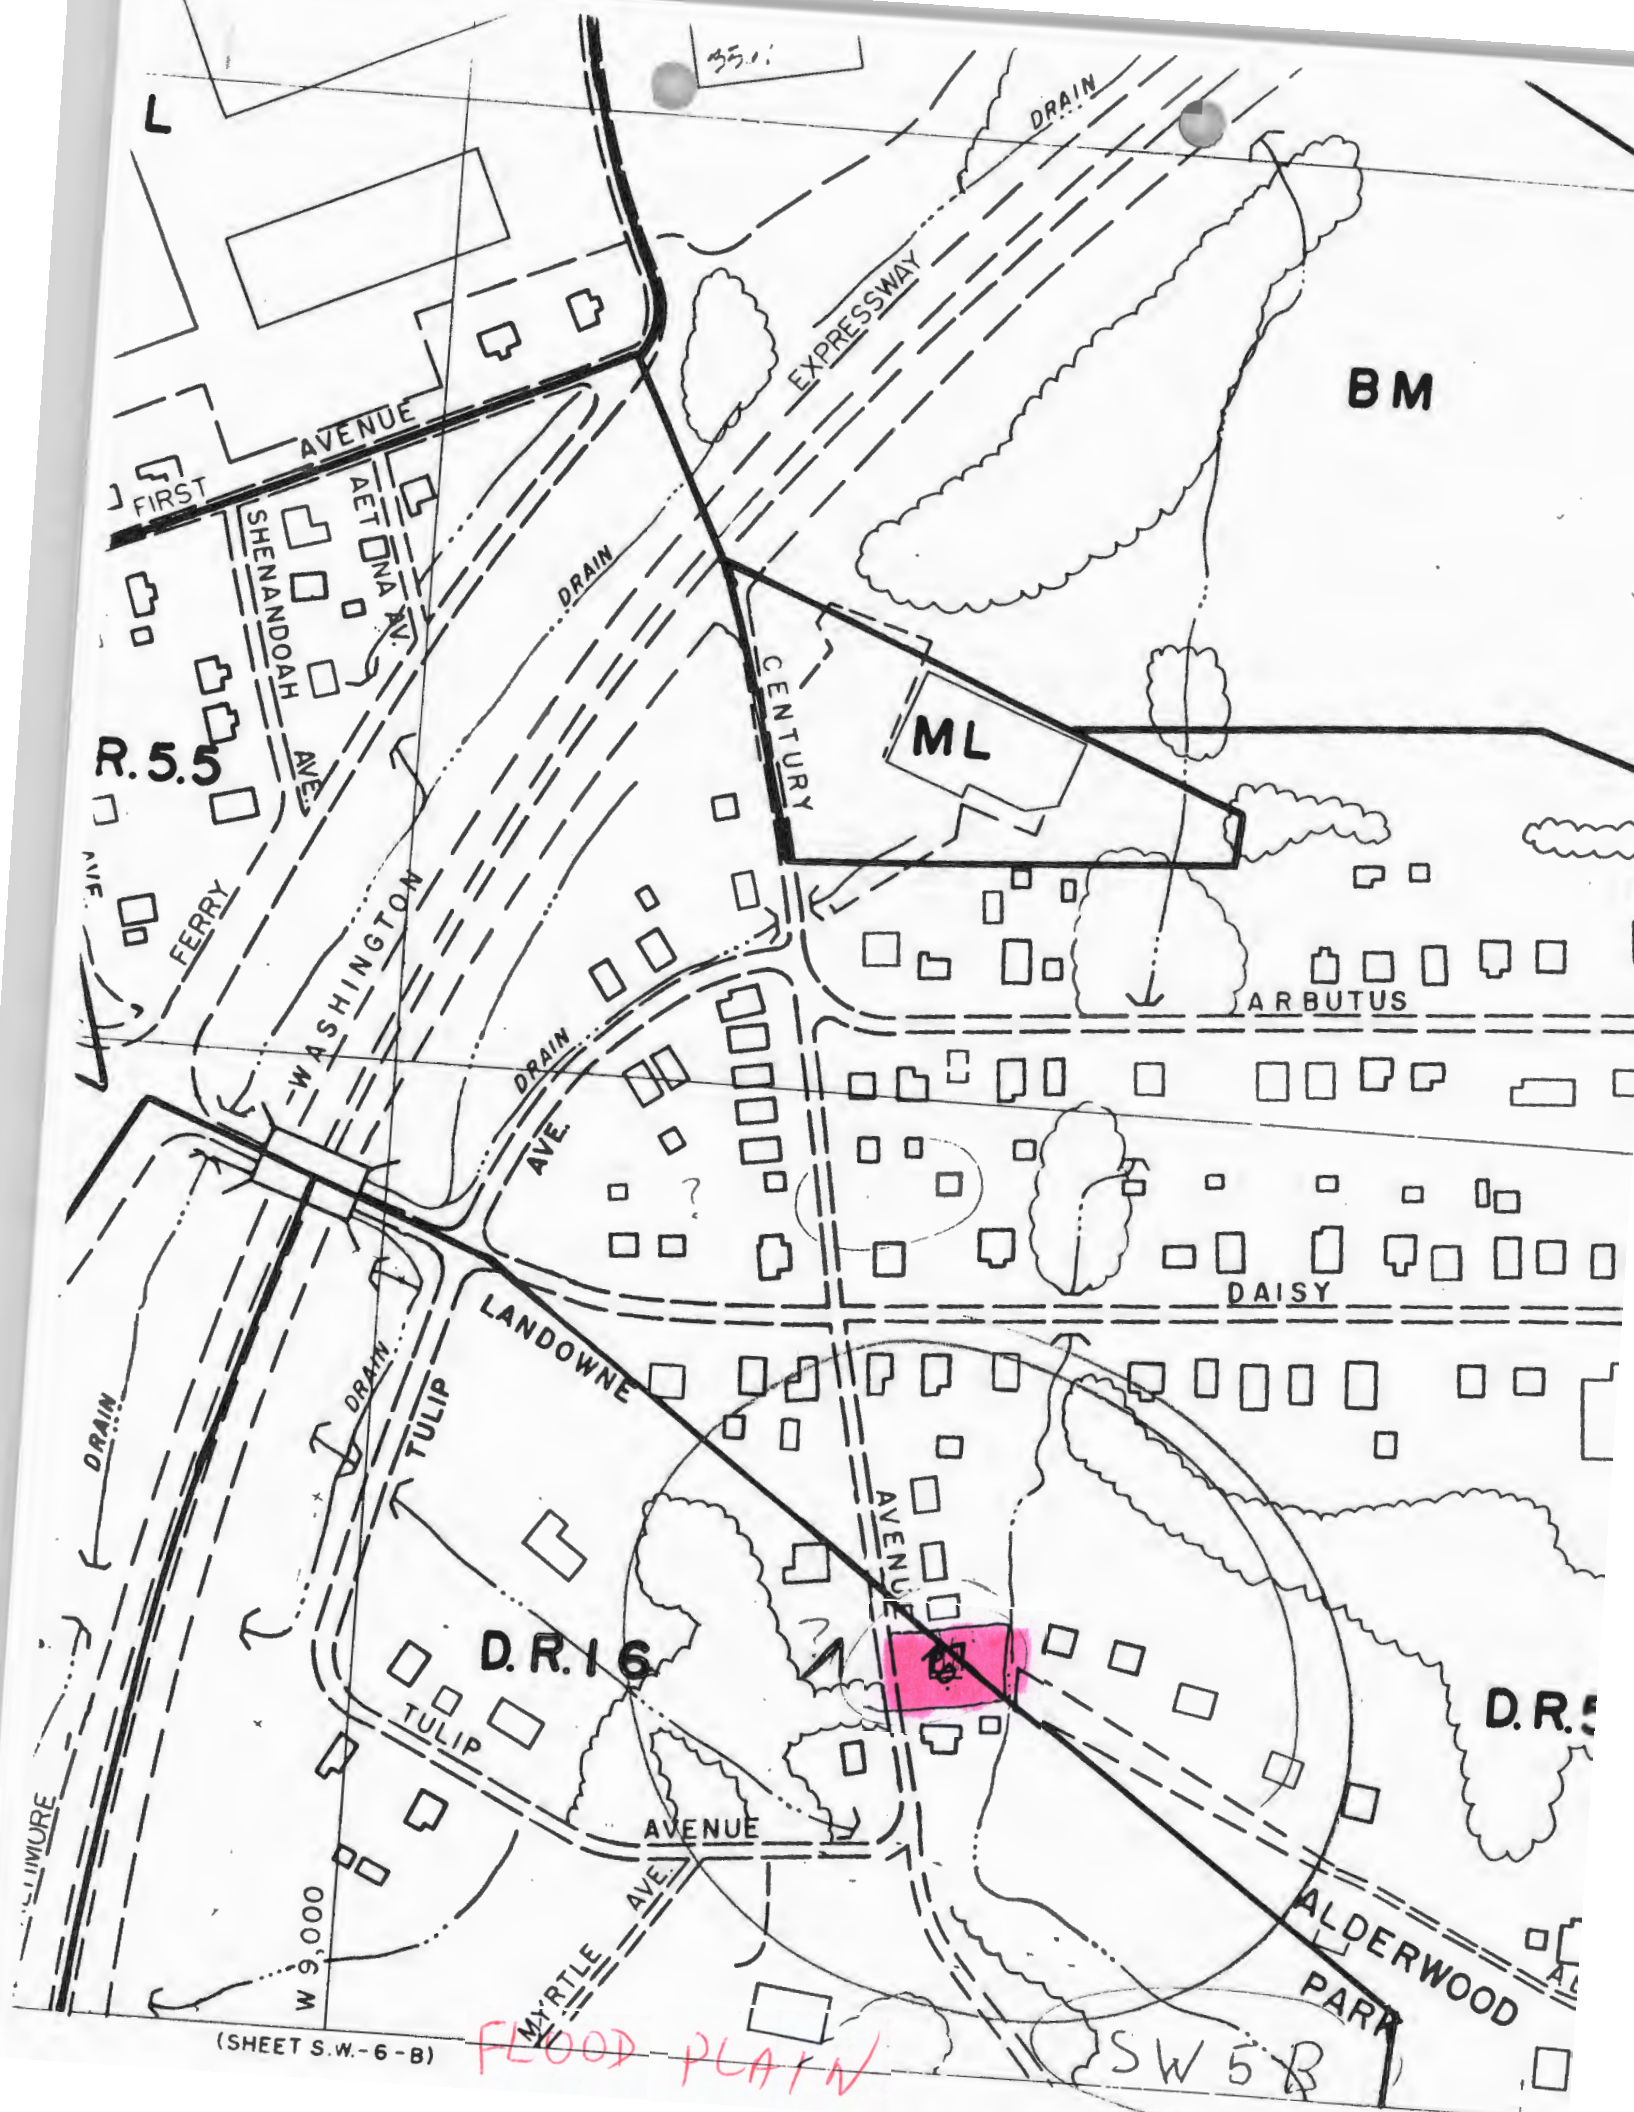 L
DRAIN
EXPRESSWAY
BM
AVENUE
FIRST
SHENANDOAH
AVE.
AETNA AV.
DRAIN
CENTURY
ML
R.5.5
FERRY
WASHINGTON
ARBUTUS
DRAIN
AVE.
?
DAISY
LANDOWNE
DRAIN
DRAIN
TULIP
AVENUE
?
D.R.16
D.R.5
TULIP
AVENUE
AVE.
MYRTLE
ALDERWOOD
PARK
W 9,000
(SHEET S.W.-6-B)
FLOOD PLAIN
SW 5 B